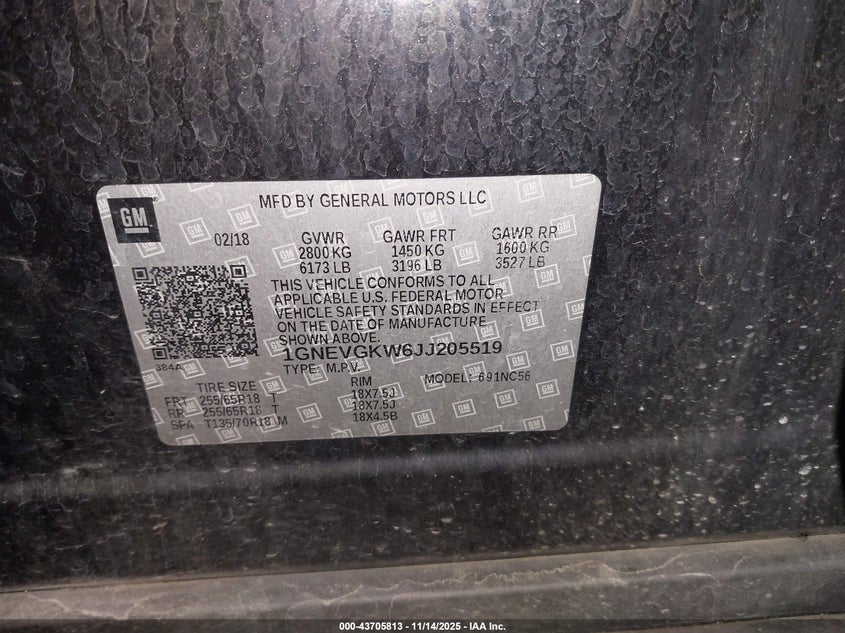 GM
MFD BY GENERAL MOTORS LLC
02/18 GVWR GAWR FRT GAWR RR
2800 KG 1450 KG 1600 KG
6173 LB 3196 LB 3527 LB
THIS VEHICLE CONFORMS TO ALL
APPLICABLE U.S. FEDERAL MOTOR
VEHICLE SAFETY STANDARDS IN EFFECT
ON THE DATE OF MANUFACTURE
SHOWN ABOVE.
384A 1GNEVGKW6JJ205519
TYPE: M.P.V. MODEL: 691NC56
TIRE SIZE RIM
FRT 255/65R18 T 18X7.5J
RR 255/65R18 T 18X7.5J
SPA T135/70R18 M 18X4.5B
000-43705813 - 11/14/2025 - IAA Inc.